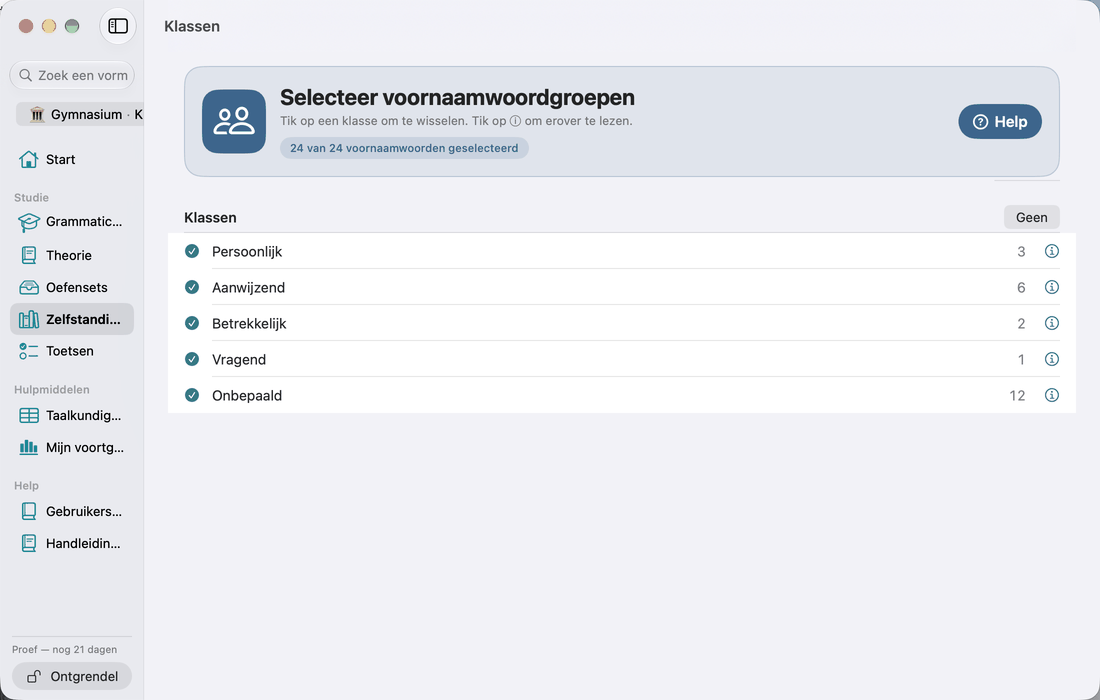 Klassen
Zoek een vorm
Gymnasium · K
Start
Studie
Grammatic...
Theorie
Oefensets
Zelfstandi...
Toetsen
Hulpmiddelen
Taalkundig...
Mijn voortg...
Help
Gebruikers...
Handleidin...
Proef — nog 21 dagen
Ontgrendel
Selecteer voornaamwoordgroepen
Tik op een klasse om te wisselen. Tik op ⓘ om erover te lezen.
24 van 24 voornaamwoorden geselecteerd
Help
Klassen
Geen
Persoonlijk 3
Aanwijzend 6
Betrekkelijk 2
Vragend 1
Onbepaald 12